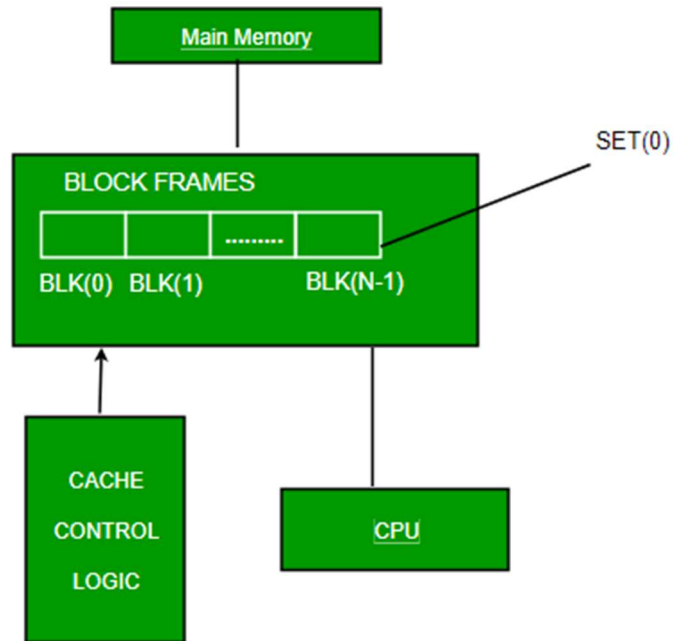 Main Memory
SET(0)
BLOCK FRAMES
.........
BLK(0) BLK(1) BLK(N-1)
CACHE
CONTROL
LOGIC
CPU